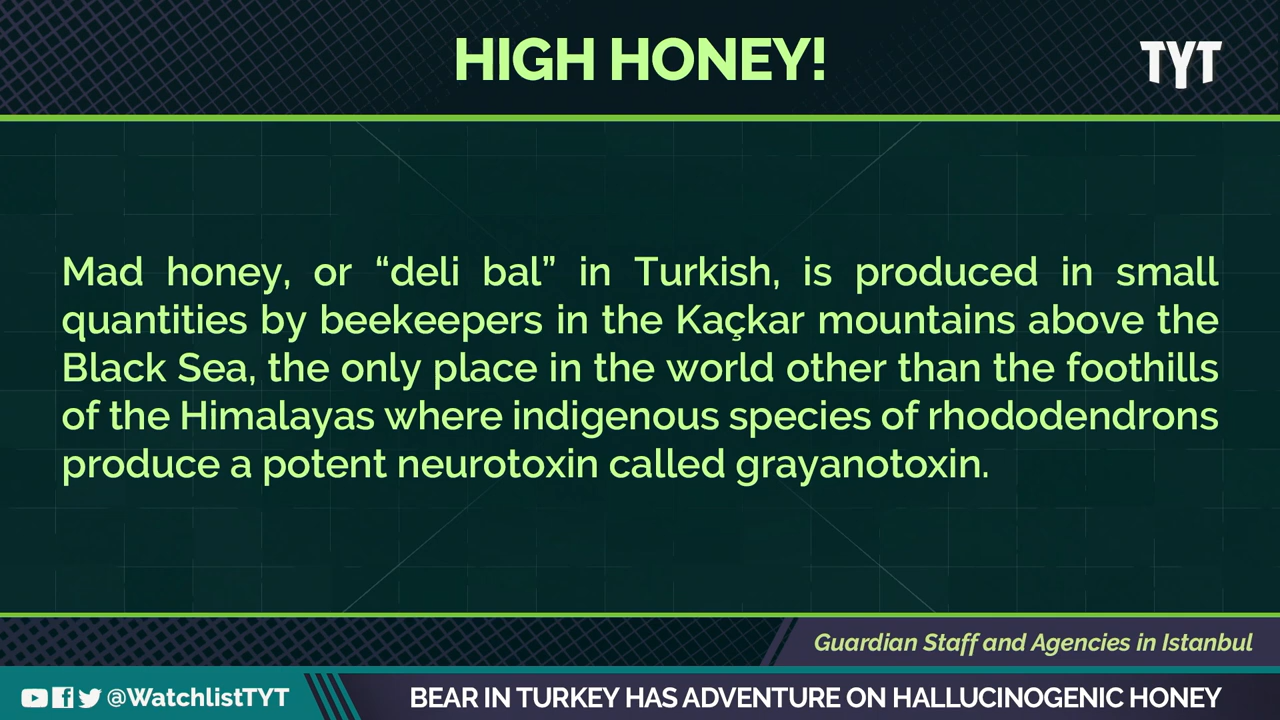 HIGH HONEY!
TYT
Mad honey, or “deli bal” in Turkish, is produced in small
quantities by beekeepers in the Kaçkar mountains above the
Black Sea, the only place in the world other than the foothills
of the Himalayas where indigenous species of rhododendrons
produce a potent neurotoxin called grayanotoxin.
Guardian Staff and Agencies in Istanbul
@WatchlistTYT
BEAR IN TURKEY HAS ADVENTURE ON HALLUCINOGENIC HONEY